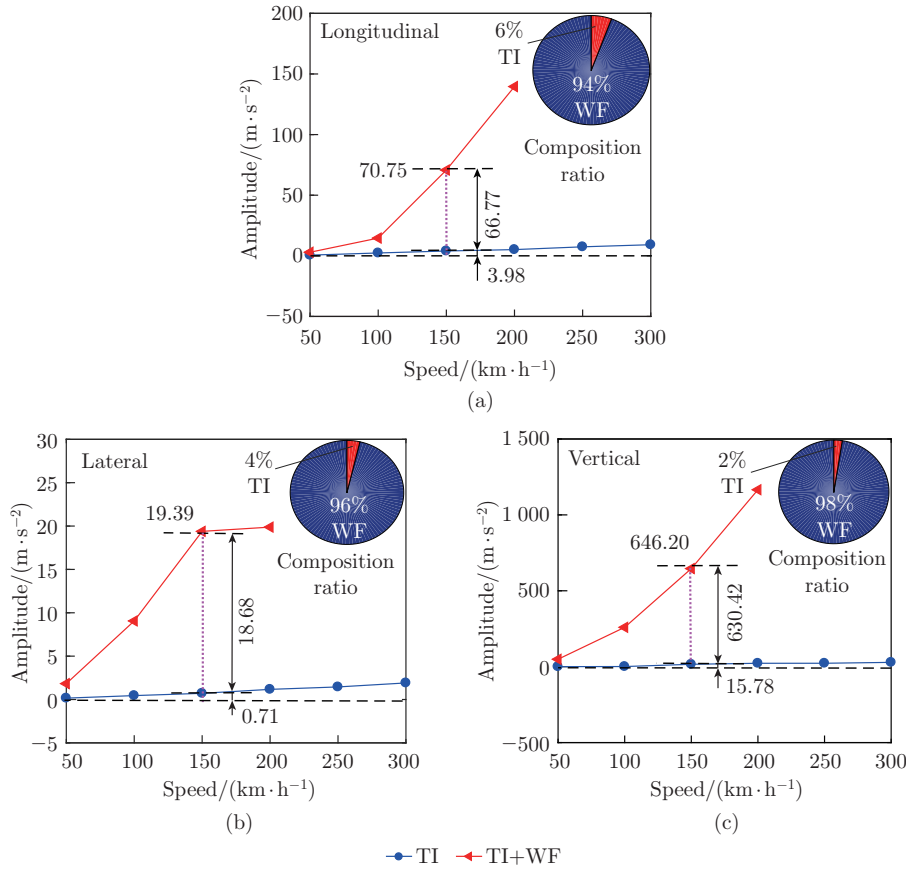 Longitudinal
6%
TI
94%
WF
Composition
ratio
Amplitude/(m·s⁻²)
200
150
100
50
0
−50
70.75
66.77
3.98
50 100 150 200 250 300
Speed/(km·h⁻¹)
(a)
Lateral
4%
TI
96%
WF
Composition
ratio
Amplitude/(m·s⁻²)
30
25
20
15
10
5
0
−5
19.39
18.68
0.71
50 100 150 200 250 300
Speed/(km·h⁻¹)
(b)
Vertical
2%
TI
98%
WF
Composition
ratio
Amplitude/(m·s⁻²)
1 500
1 000
500
0
−500
646.20
630.42
15.78
50 100 150 200 250 300
Speed/(km·h⁻¹)
(c)
TI TI+WF